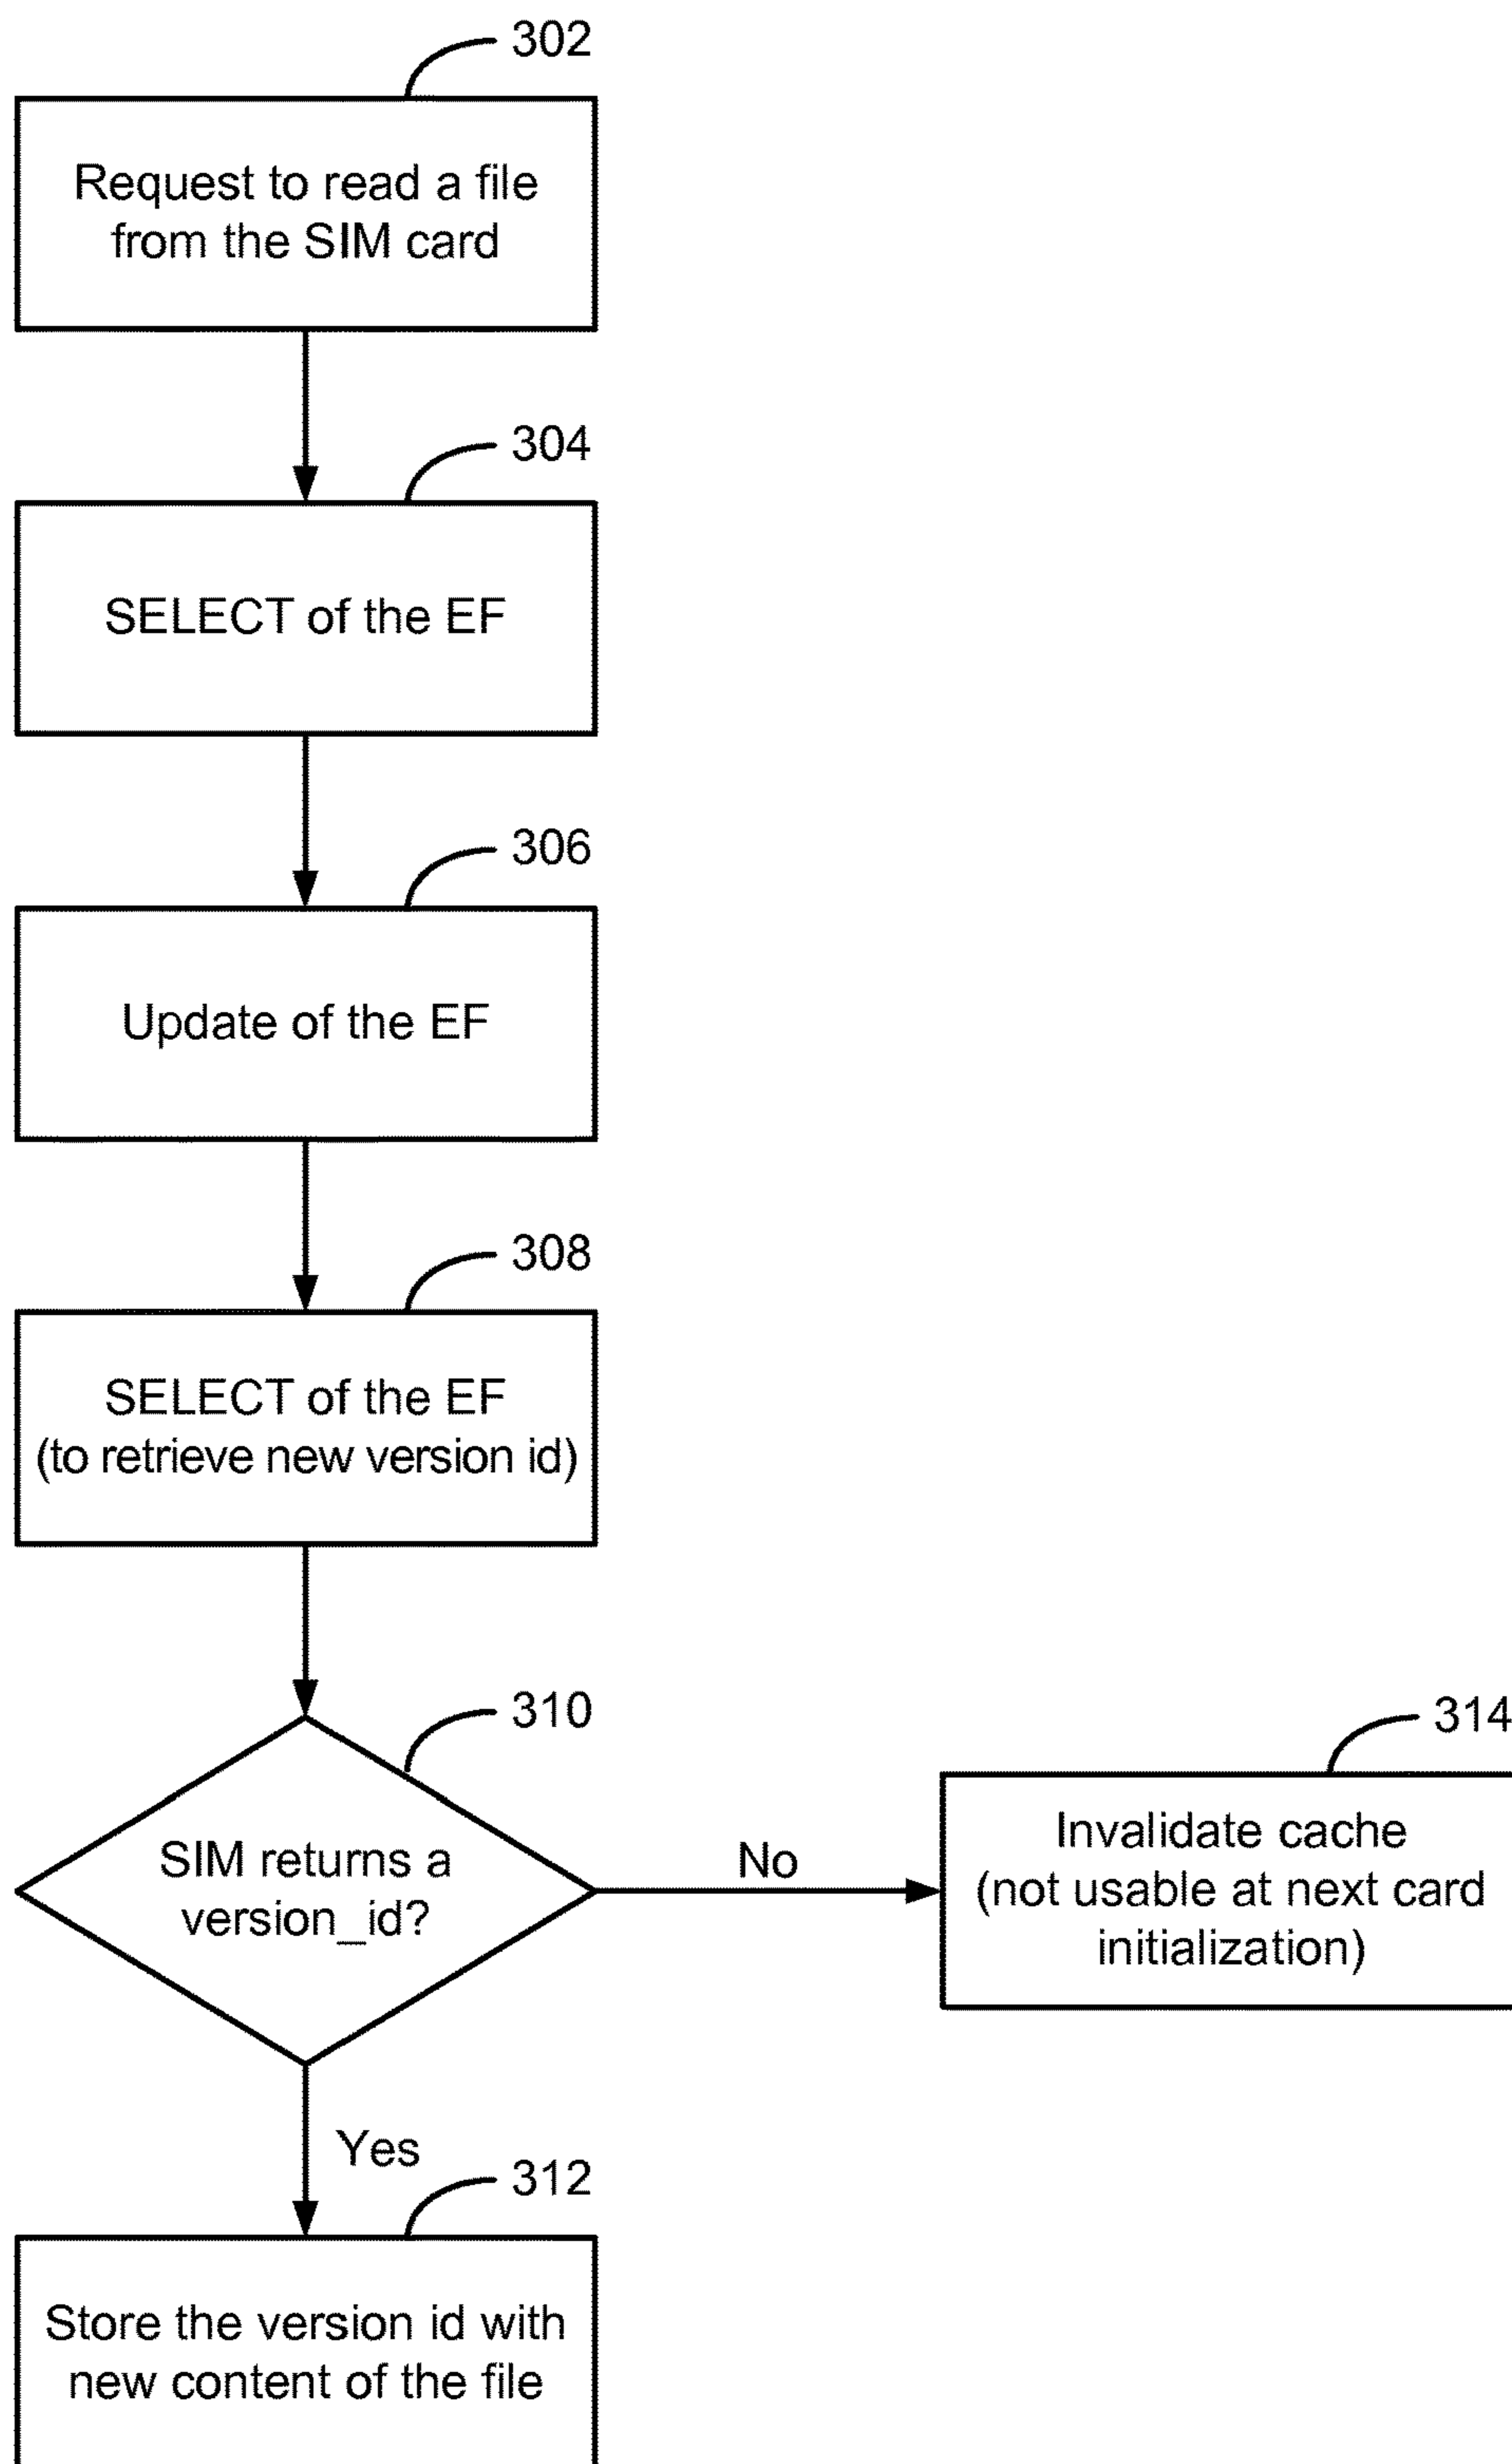 302
Request to read a file
from the SIM card
304
SELECT of the EF
306
Update of the EF
308
SELECT of the EF
(to retrieve new version id)
310
SIM returns a
version_id?
No
314
Invalidate cache
(not usable at next card
initialization)
Yes
312
Store the version id with
new content of the file